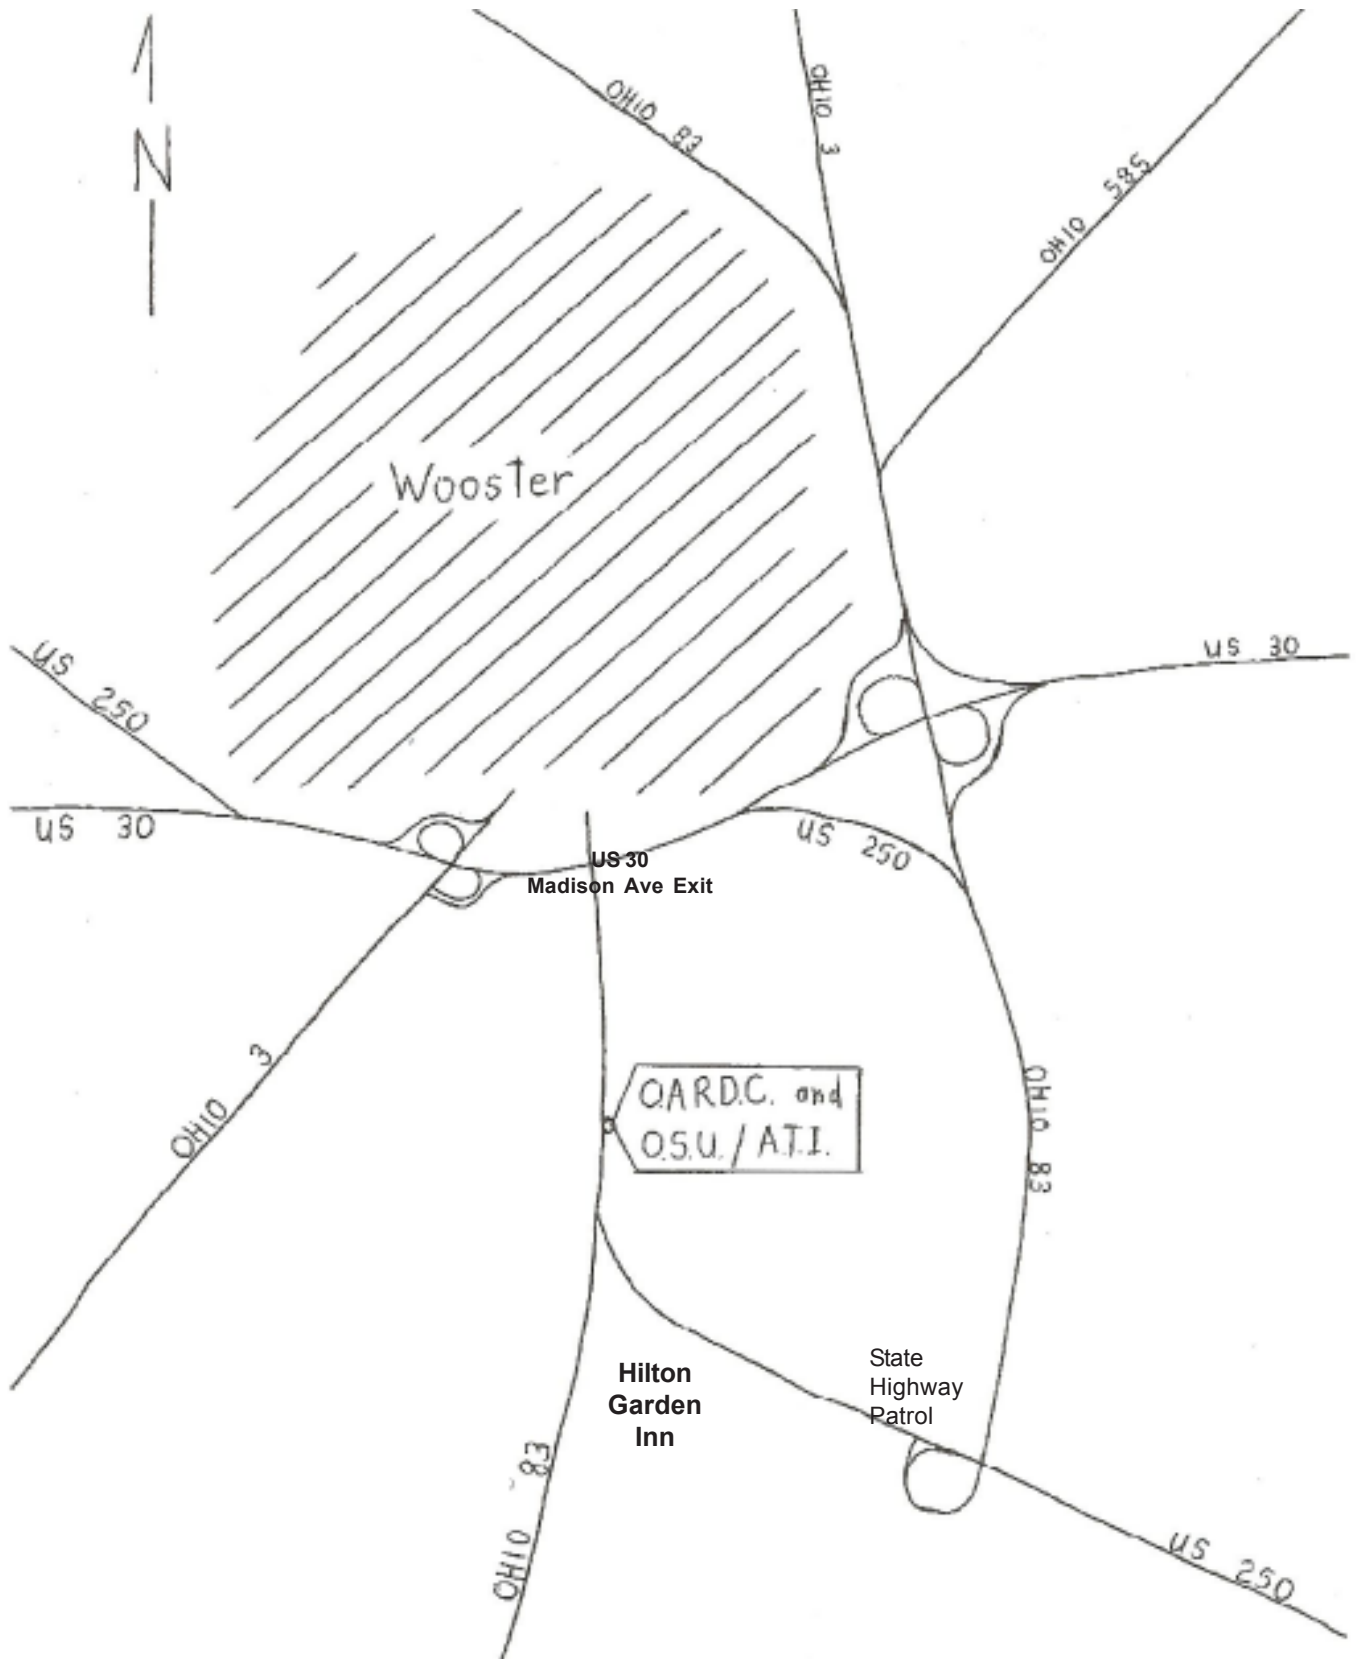 OHIO 83
OHIO 3
OHIO 585
N
Wooster
US 250
US 30
US 30
US 250
US 30
Madison Ave Exit
OHIO 3
O.A.R.D.C. and
O.S.U. / A.T.I.
OHIO 83
Hilton
Garden
Inn
State
Highway
Patrol
OHIO 83
US 250